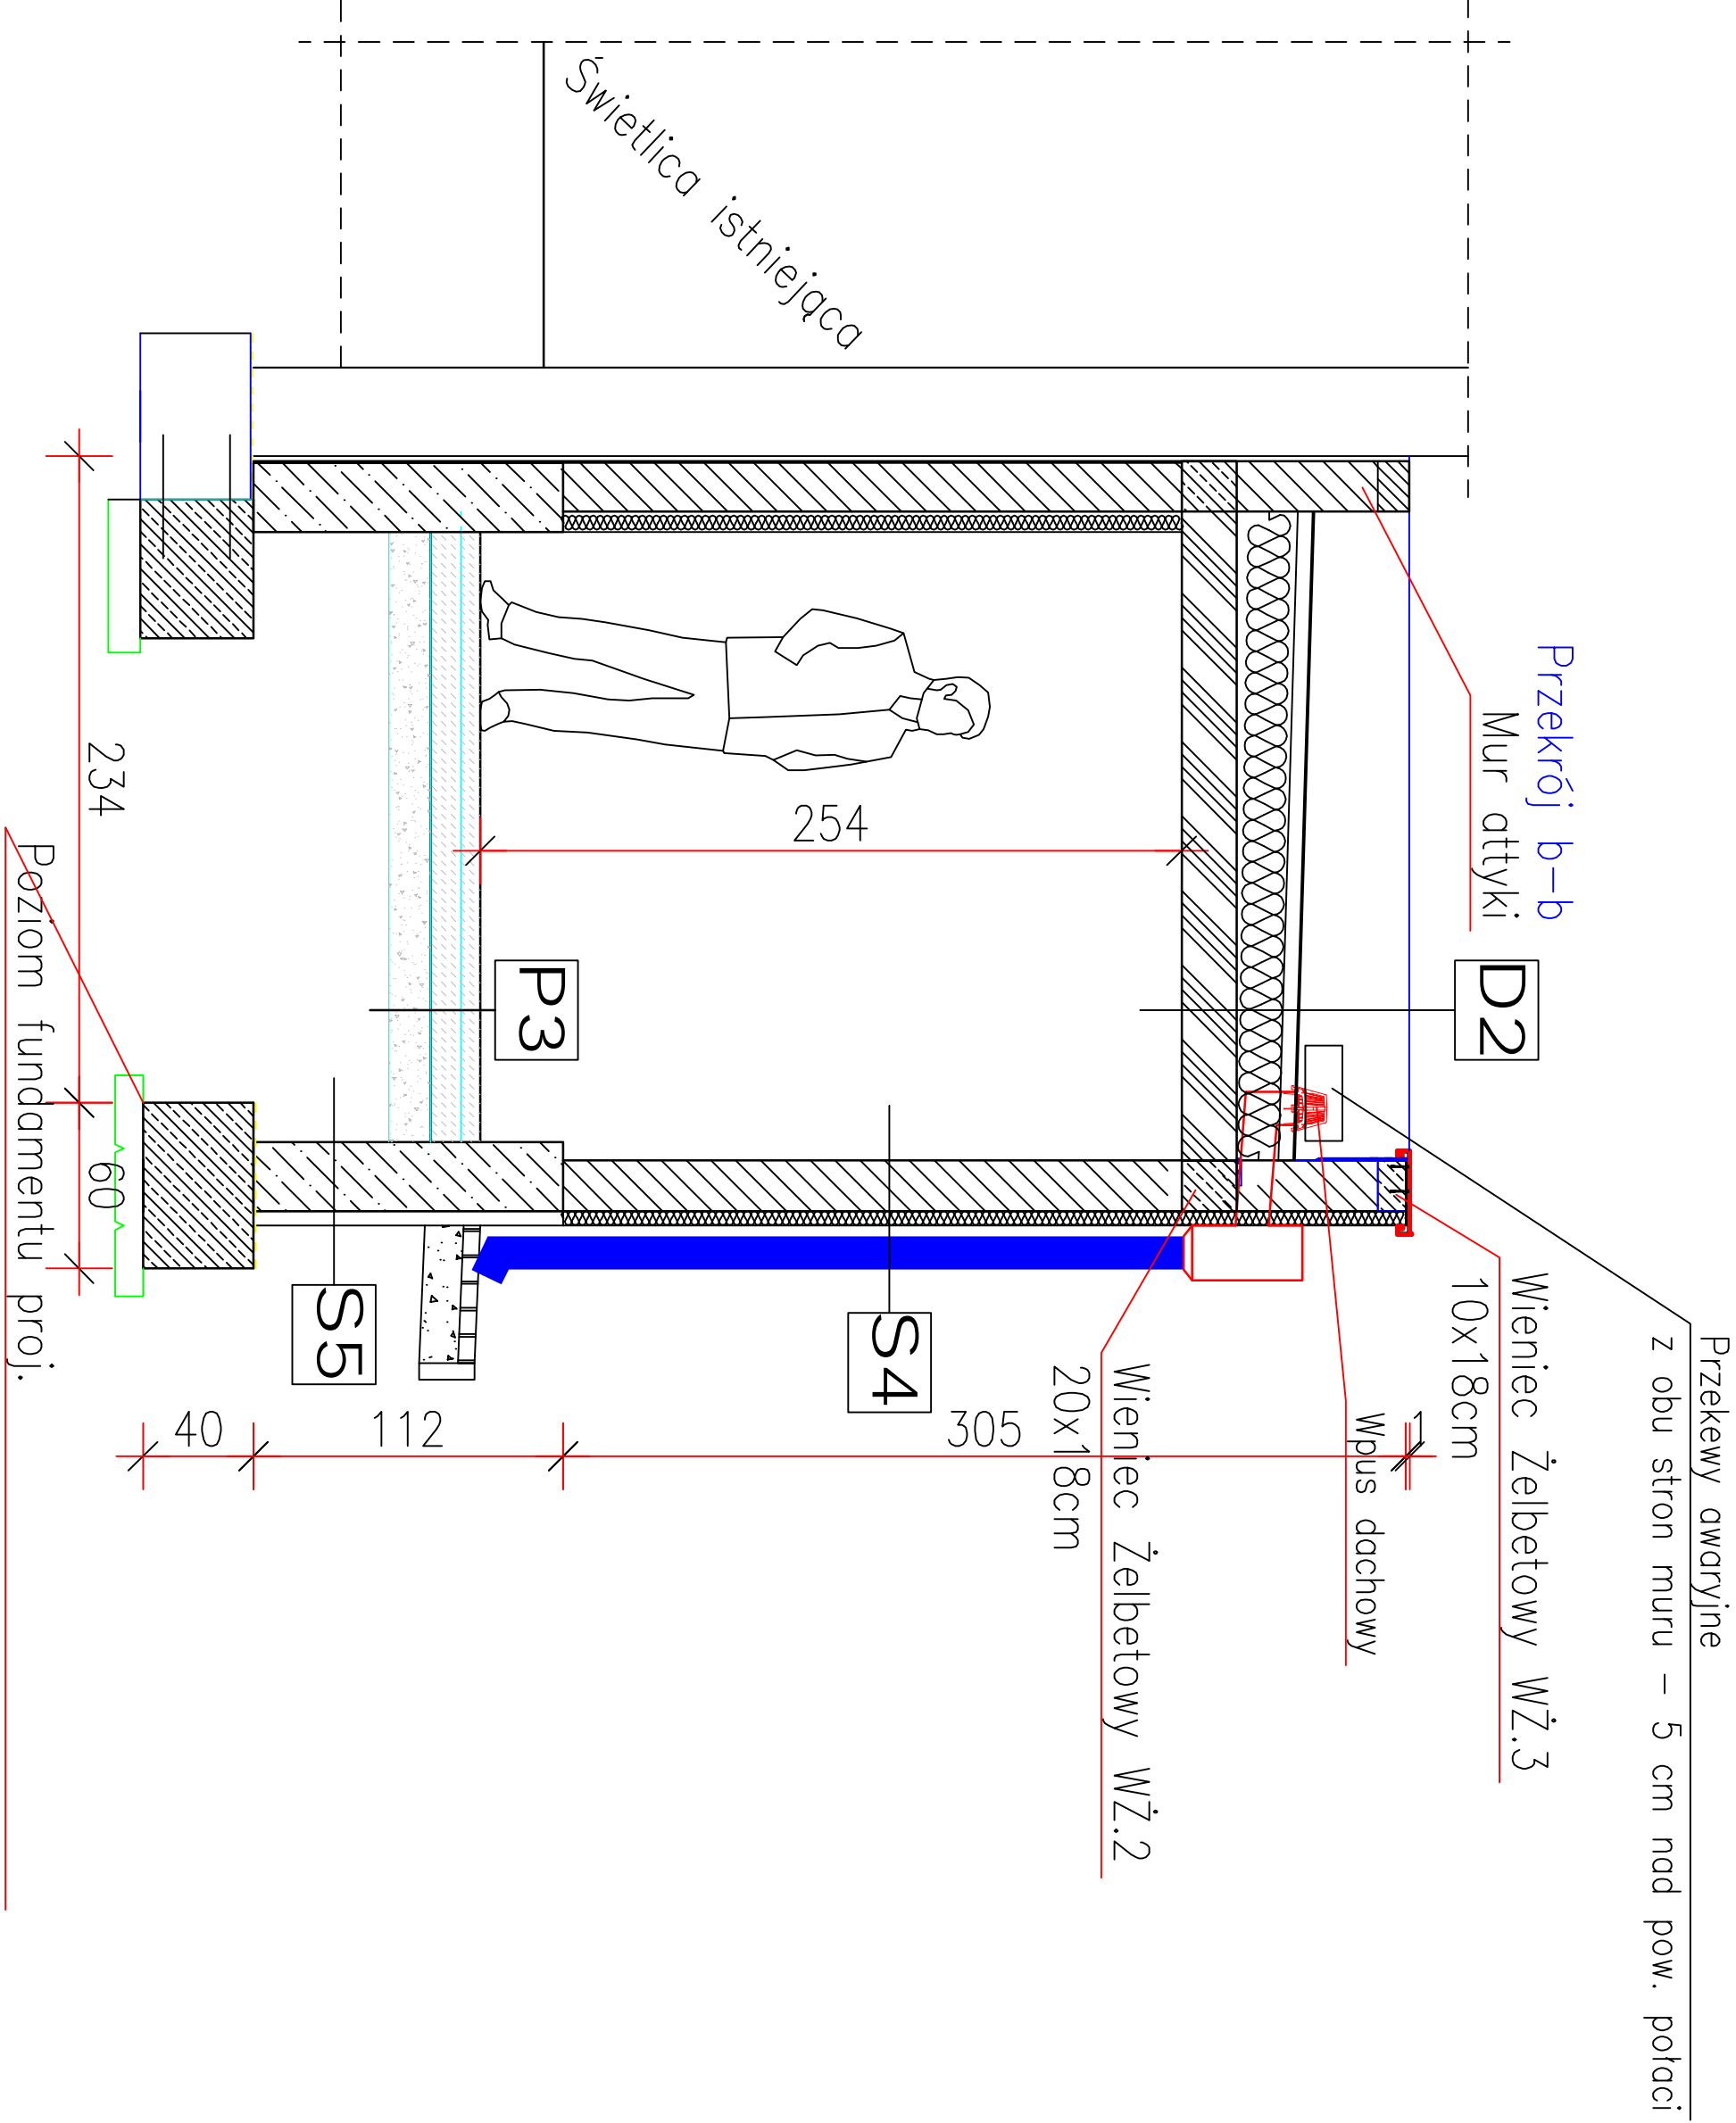 Przekrój b-b
Mur attyki
Świetlica istniejąca
D2
Przekewy awaryjne
z obu stron muru - 5 cm nad pow. połaci
Wieniec Żelbetowy WŻ.3
10x18cm
Wpus dachowy
Wieniec Żelbetowy WŻ.2
20x18cm
254
P3
S4
S5
1
305
112
40
234
60
Poziom fundamentu proj.